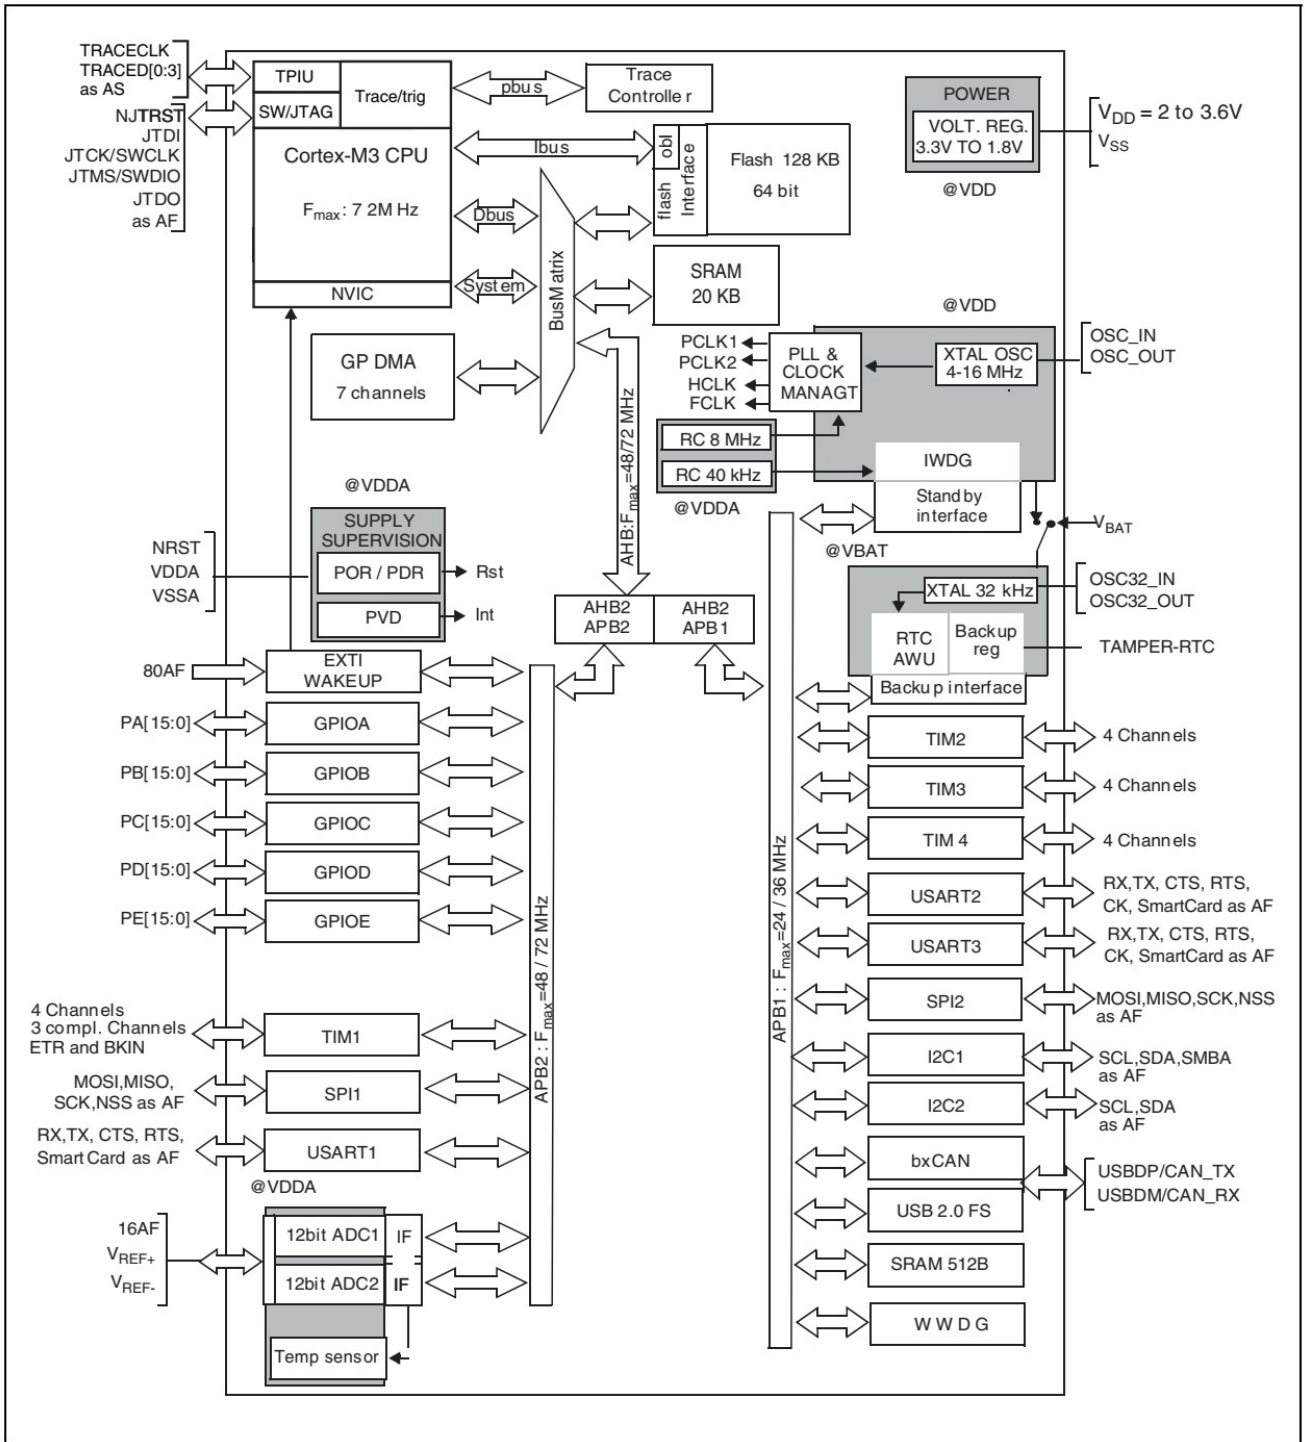 TRACECLK
TRACED[0:3]
as AS
NJTRST
JTDI
JTCK/SWCLK
JTMS/SWDIO
JTDO
as AF
TPIU
SW/JTAG
Trace/trig
Cortex-M3 CPU
Fmax: 7 2M Hz
NVIC
pbus
Trace
Controller
Ibus
Dbus
System
BusMatrix
obl
flash
Interface
Flash 128 KB
64 bit
SRAM
20 KB
GP DMA
7 channels
POWER
VOLT. REG.
3.3V TO 1.8V
@VDD
VDD = 2 to 3.6V
VSS
@VDD
PCLK1
PCLK2
HCLK
FCLK
PLL &
CLOCK
MANAGT
XTAL OSC
4-16 MHz
OSC_IN
OSC_OUT
RC 8 MHz
RC 40 kHz
@VDDA
IWDG
Stand by
interface
VBAT
@VBAT
XTAL 32 kHz
OSC32_IN
OSC32_OUT
RTC
AWU
Backup
reg
TAMPER-RTC
Backup interface
AHB:Fmax=48/72 MHz
@VDDA
SUPPLY
SUPERVISION
NRST
VDDA
VSSA
POR / PDR
Rst
PVD
Int
AHB2
APB2
AHB2
APB1
80AF
EXTI
WAKEUP
PA[15:0]
GPIOA
PB[15:0]
GPIOB
PC[15:0]
GPIOC
PD[15:0]
GPIOD
PE[15:0]
GPIOE
4 Channels
3 compl. Channels
ETR and BKIN
TIM1
MOSI,MISO,
SCK,NSS as AF
SPI1
RX,TX, CTS, RTS,
Smart Card as AF
USART1
@VDDA
16AF
VREF+
VREF-
12bit ADC1
IF
12bit ADC2
IF
Temp sensor
APB2 : Fmax=48 / 72 MHz
APB1 : Fmax=24 / 36 MHz
TIM2
4 Channels
TIM3
4 Channels
TIM 4
4 Channels
USART2
RX,TX, CTS, RTS,
CK, SmartCard as AF
USART3
RX,TX, CTS, RTS,
CK, SmartCard as AF
SPI2
MOSI,MISO,SCK,NSS
as AF
I2C1
SCL,SDA,SMBA
as AF
I2C2
SCL,SDA
as AF
bxCAN
USBDP/CAN_TX
USBDM/CAN_RX
USB 2.0 FS
SRAM 512B
W W D G